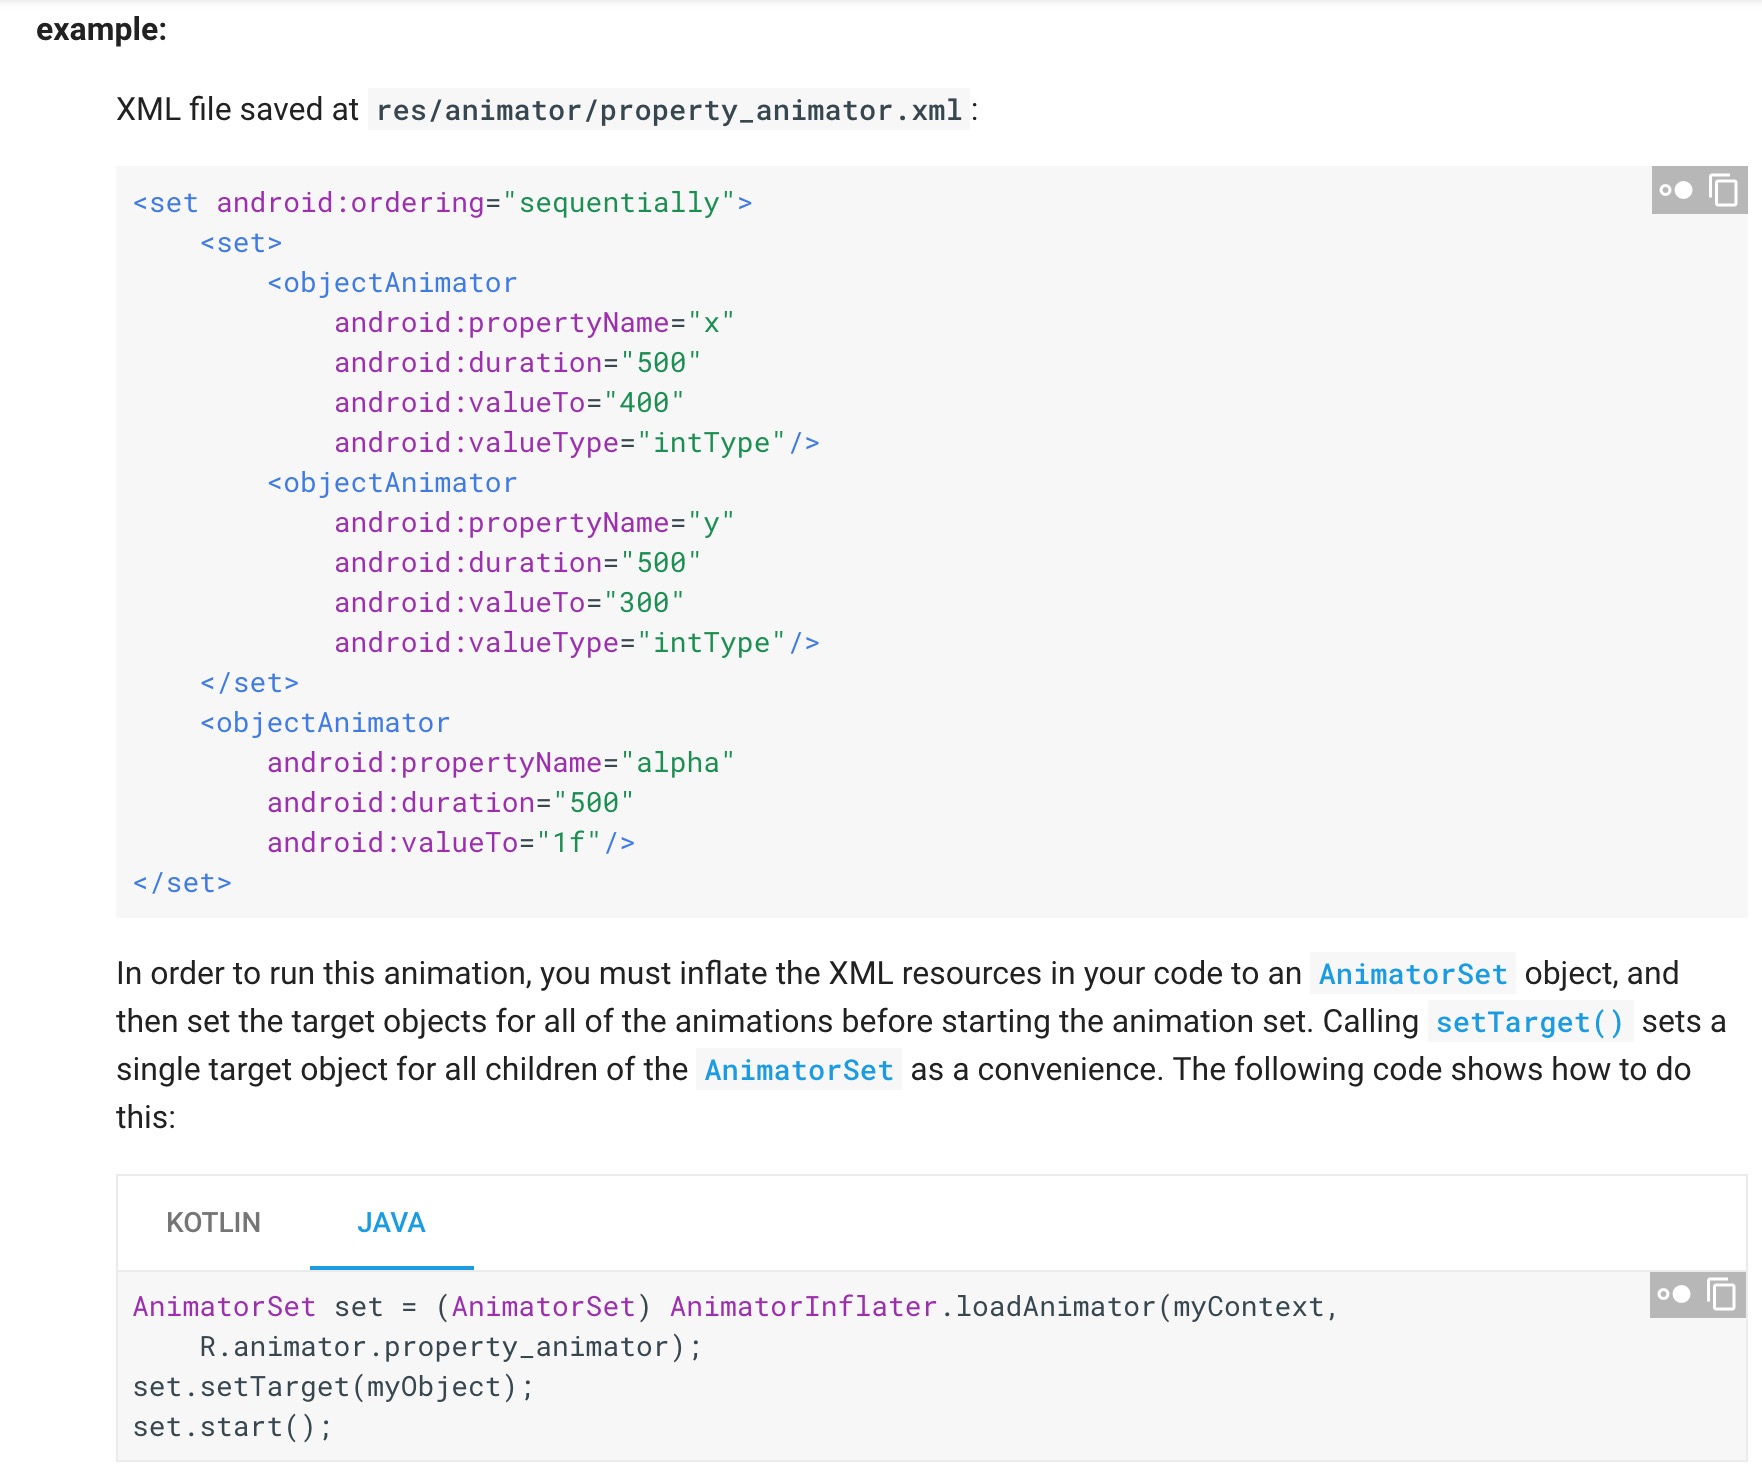 example:
XML file saved at res/animator/property_animator.xml:
<set android:ordering="sequentially">
    <set>
        <objectAnimator
            android:propertyName="x"
            android:duration="500"
            android:valueTo="400"
            android:valueType="intType"/>
        <objectAnimator
            android:propertyName="y"
            android:duration="500"
            android:valueTo="300"
            android:valueType="intType"/>
    </set>
    <objectAnimator
        android:propertyName="alpha"
        android:duration="500"
        android:valueTo="1f"/>
</set>
In order to run this animation, you must inflate the XML resources in your code to an AnimatorSet object, and
then set the target objects for all of the animations before starting the animation set. Calling setTarget() sets a
single target object for all children of the AnimatorSet as a convenience. The following code shows how to do
this:
KOTLIN JAVA
AnimatorSet set = (AnimatorSet) AnimatorInflater.loadAnimator(myContext,
    R.animator.property_animator);
set.setTarget(myObject);
set.start();